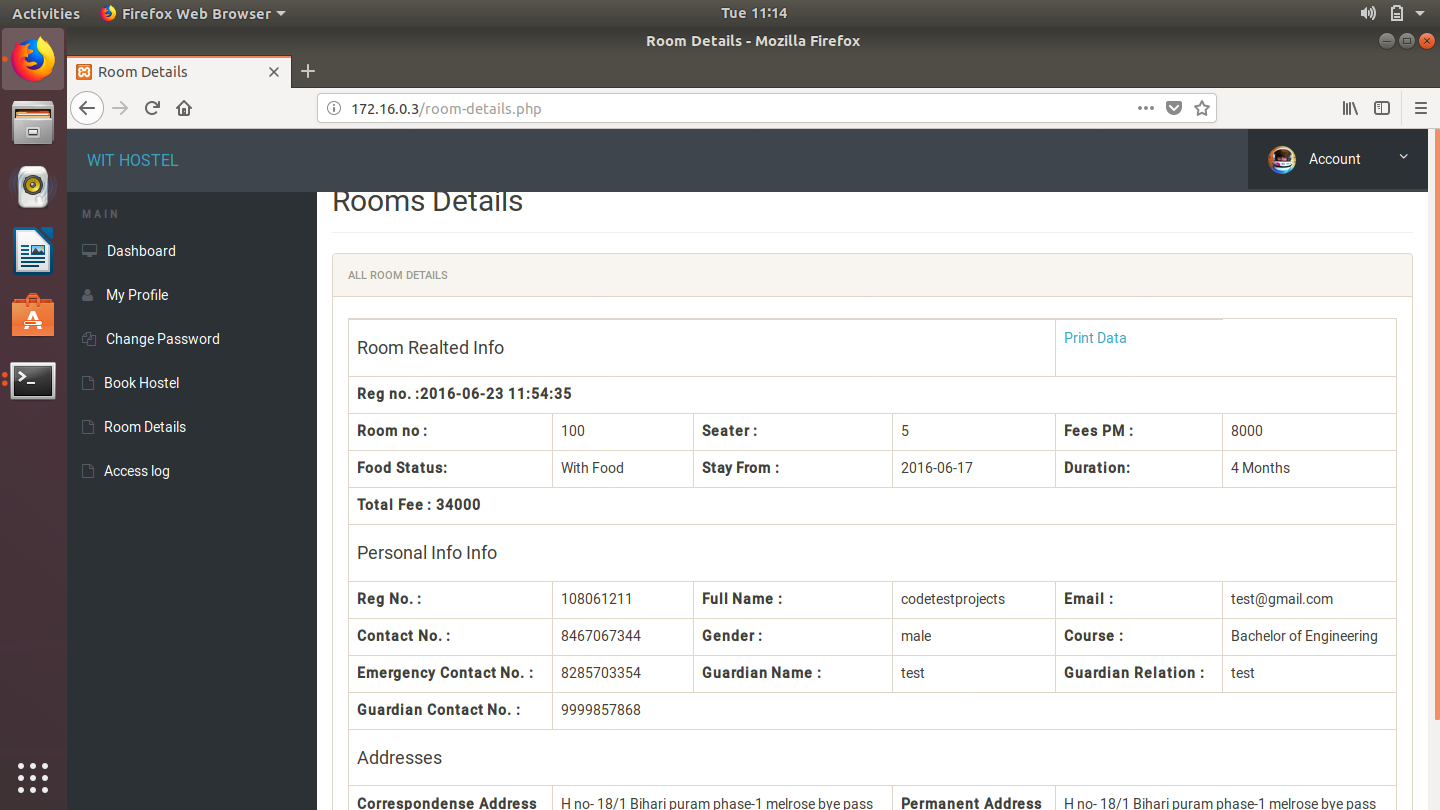 Activities Firefox Web Browser Tue 11:14
Room Details - Mozilla Firefox
Room Details
172.16.0.3/room-details.php
WIT HOSTEL Account
MAIN
Dashboard
My Profile
Change Password
Book Hostel
Room Details
Access log
Rooms Details
ALL ROOM DETAILS
Room Realted Info Print Data
Reg no. :2016-06-23 11:54:35
Room no : 100 Seater : 5 Fees PM : 8000
Food Status: With Food Stay From : 2016-06-17 Duration: 4 Months
Total Fee : 34000
Personal Info Info
Reg No. : 108061211 Full Name : codetestprojects Email : test@gmail.com
Contact No. : 8467067344 Gender : male Course : Bachelor of Engineering
Emergency Contact No. : 8285703354 Guardian Name : test Guardian Relation : test
Guardian Contact No. : 9999857868
Addresses
Correspondense Address H no- 18/1 Bihari puram phase-1 melrose bye pass Permanent Address H no- 18/1 Bihari puram phase-1 melrose bye pass